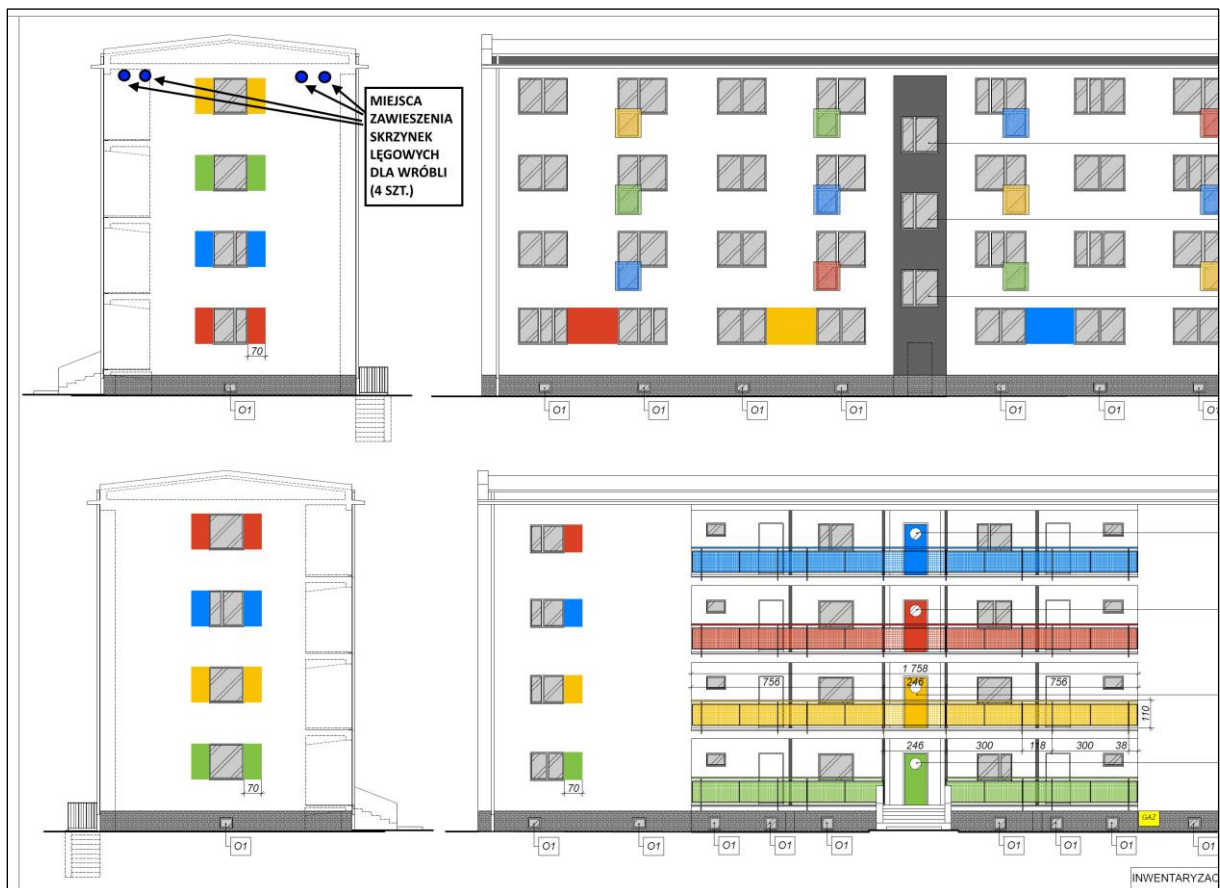 MIEJSCA
ZAWIESZENIA
SKRZYNEK
LĘGOWYCH
DLA WRÓBLI
(4 SZT.)
70
O1
O1
O1
O1
O1
O1
O1
O1
1 758
756
246
756
110
246
300
118
300
38
70
70
GAZ
O1
O1
O1
O1
O1
O1
O1
O1
O1
O1
INWENTARYZAC